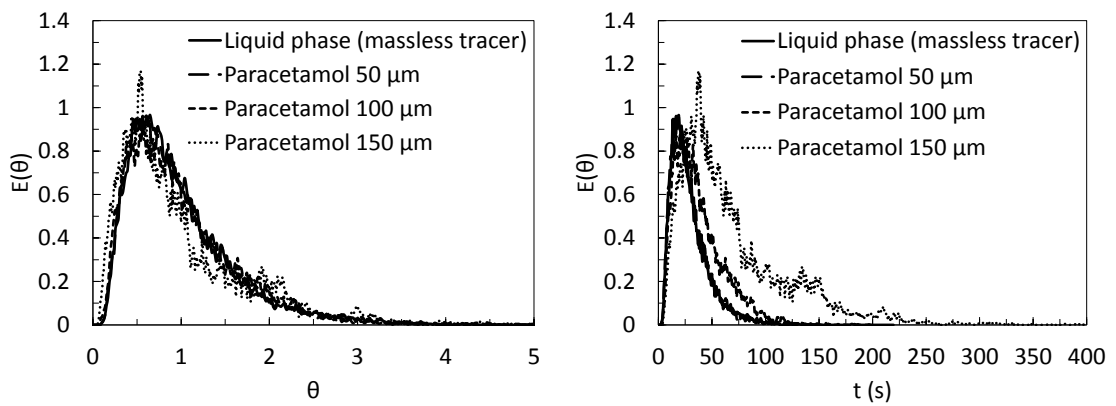 1.4
1.2
1
0.8
0.6
0.4
0.2
0
E(θ)
Liquid phase (massless tracer)
Paracetamol 50 μm
Paracetamol 100 μm
Paracetamol 150 μm
0 1 2 3 4 5
θ
1.4
1.2
1
0.8
0.6
0.4
0.2
0
E(θ)
Liquid phase (massless tracer)
Paracetamol 50 μm
Paracetamol 100 μm
Paracetamol 150 μm
0 50 100 150 200 250 300 350 400
t (s)